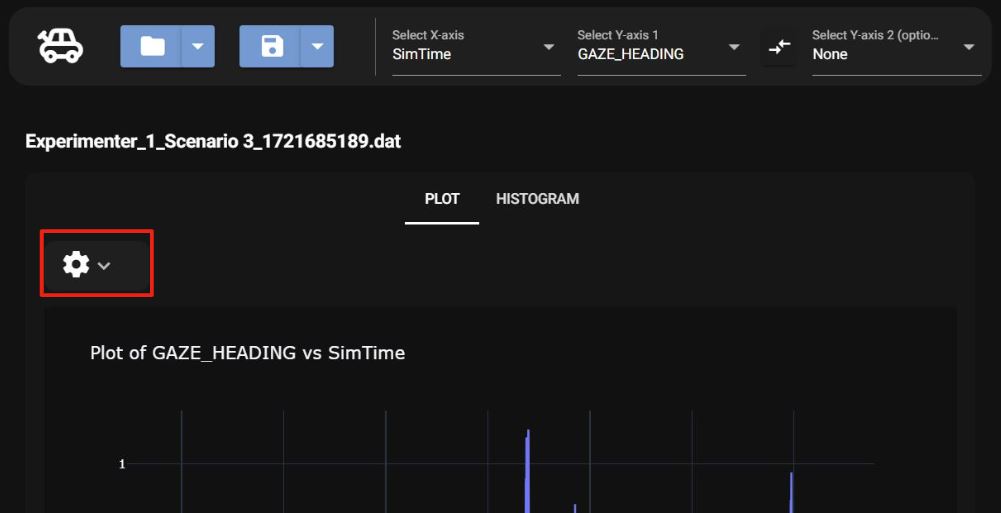 Select X-axis
SimTime
Select Y-axis 1
GAZE_HEADING
Select Y-axis 2 (optio...
None
Experimenter_1_Scenario 3_1721685189.dat
PLOT
HISTOGRAM
Plot of GAZE_HEADING vs SimTime
1